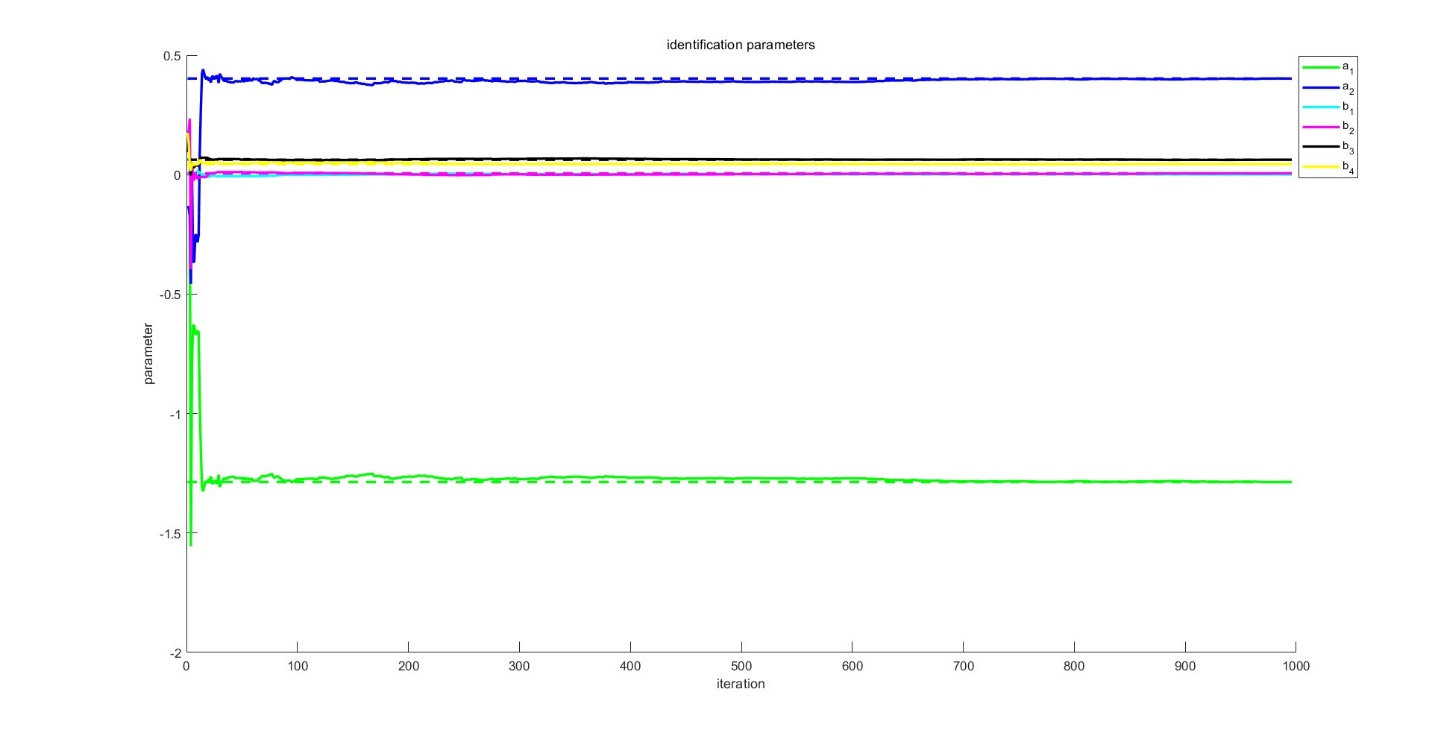 identification parameters
0.5
0
-0.5
-1
-1.5
-2
parameter
0 100 200 300 400 500 600 700 800 900 1000
iteration
a1
a2
b1
b2
b3
b4